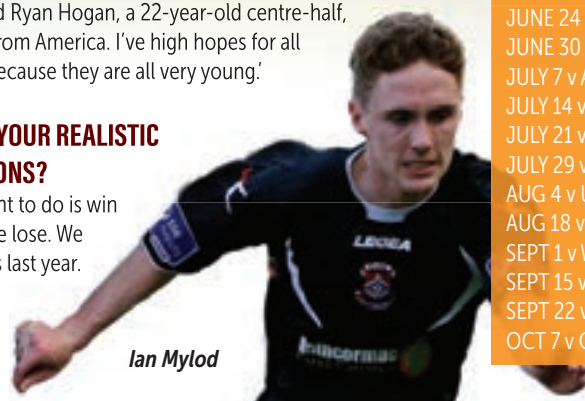 Ryan Hogan, a 22-year-old centre-half,
from America. I've high hopes for all
because they are all very young.'
YOUR REALISTIC
ONS?
nt to do is win
e lose. We
s last year.
Ian Mylod
LEGEA
JUNE 24
JUNE 30
JULY 7 v A
JULY 14 v
JULY 21 v
JULY 29 v
AUG 4 v
AUG 18 v
SEPT 1 v
SEPT 15 v
SEPT 22 v
OCT 7 v